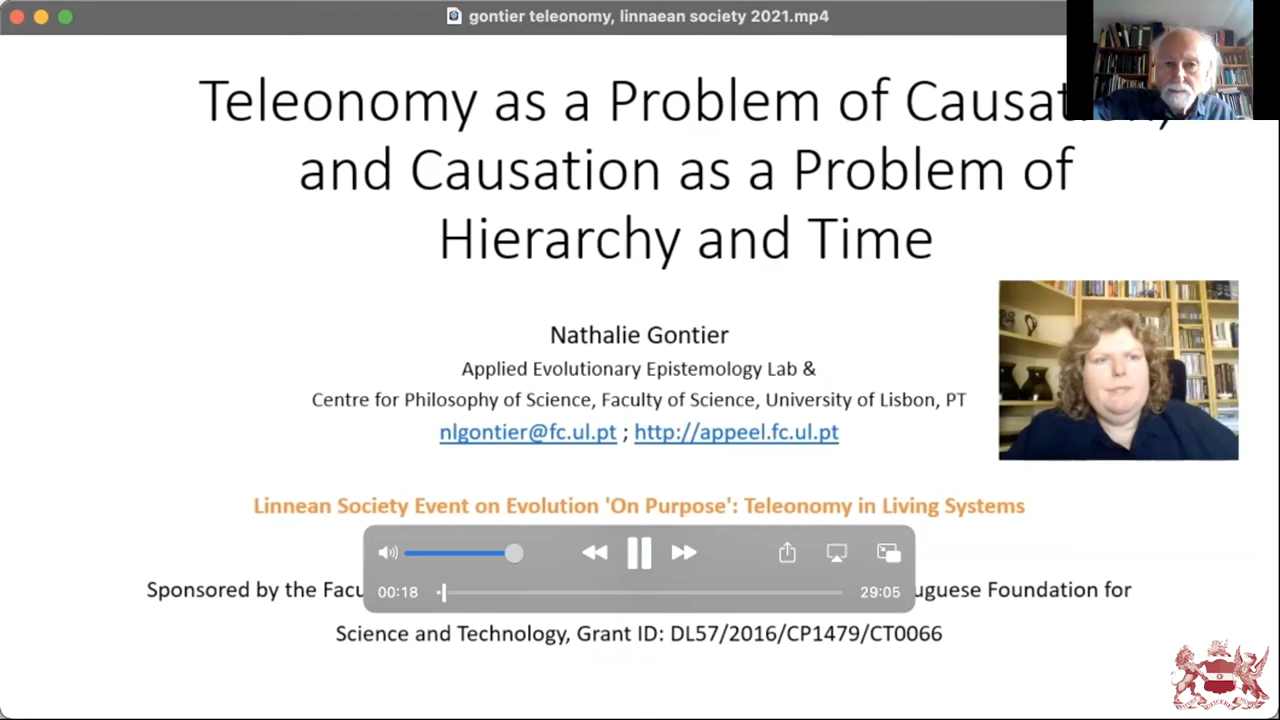 gontier teleonomy, linnaean society 2021.mp4
Teleonomy as a Problem of
and Causation as a Problem of
Hierarchy and Time
Nathalie Gontier
Applied Evolutionary Epistemology Lab &
Centre for Philosophy of Science, Faculty of Science, University of Lisbon, PT
nlgontier@fc.ul.pt ; http://appeel.fc.ul.pt
Linnean Society Event on Evolution 'On Purpose': Teleonomy in Living Systems
00:18 29:05
Sponsored by the Foundation for
Science and Technology, Grant ID: DL57/2016/CP1479/CT0066